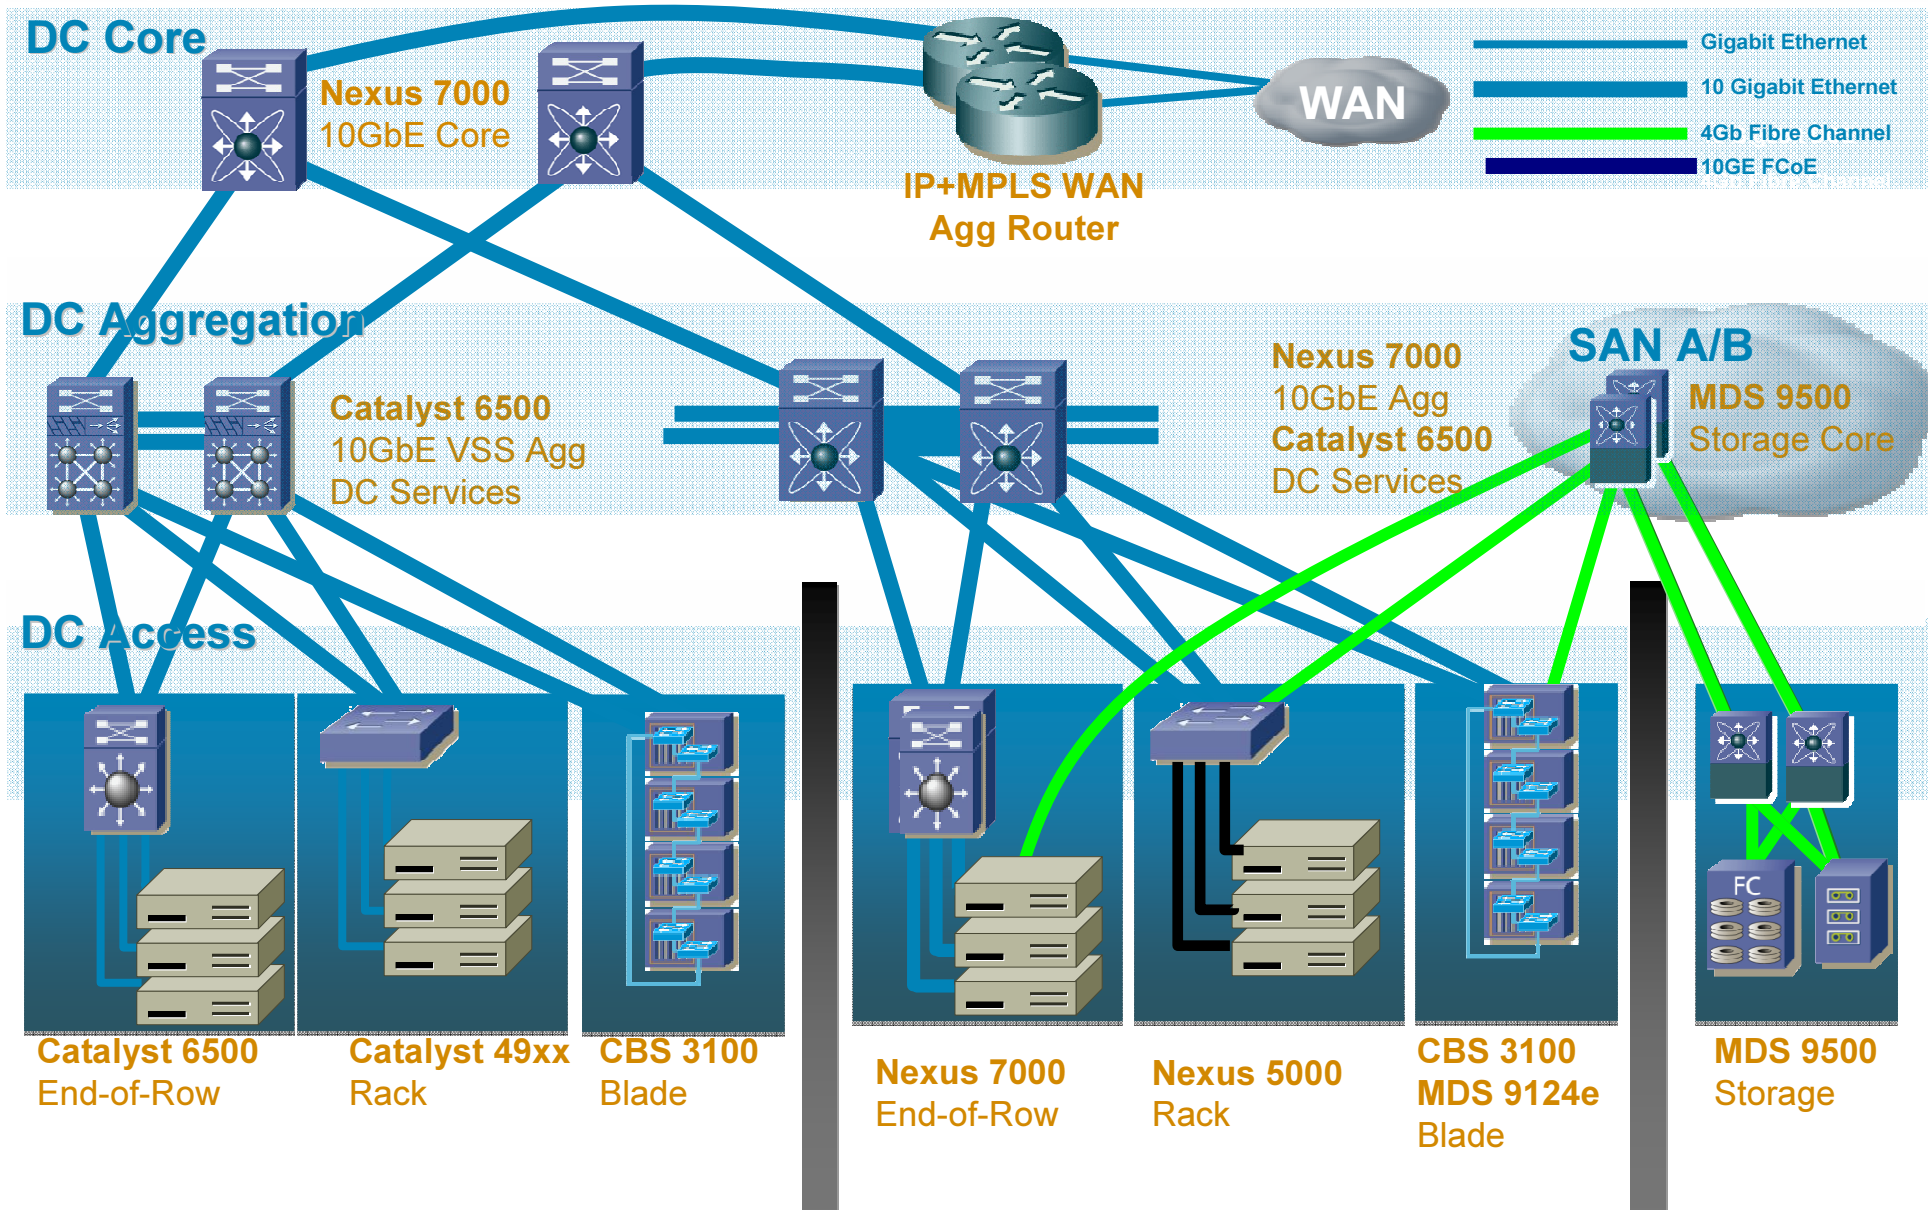 DC Core
Nexus 7000
10GbE Core
IP+MPLS WAN
Agg Router
WAN
Gigabit Ethernet
10 Gigabit Ethernet
4Gb Fibre Channel
10GE FCoE
DC Aggregation
Catalyst 6500
10GbE VSS Agg
DC Services
Nexus 7000
10GbE Agg
Catalyst 6500
DC Services
SAN A/B
MDS 9500
Storage Core
DC Access
FC
Catalyst 6500
End-of-Row
Catalyst 49xx
Rack
CBS 3100
Blade
Nexus 7000
End-of-Row
Nexus 5000
Rack
CBS 3100
MDS 9124e
Blade
MDS 9500
Storage